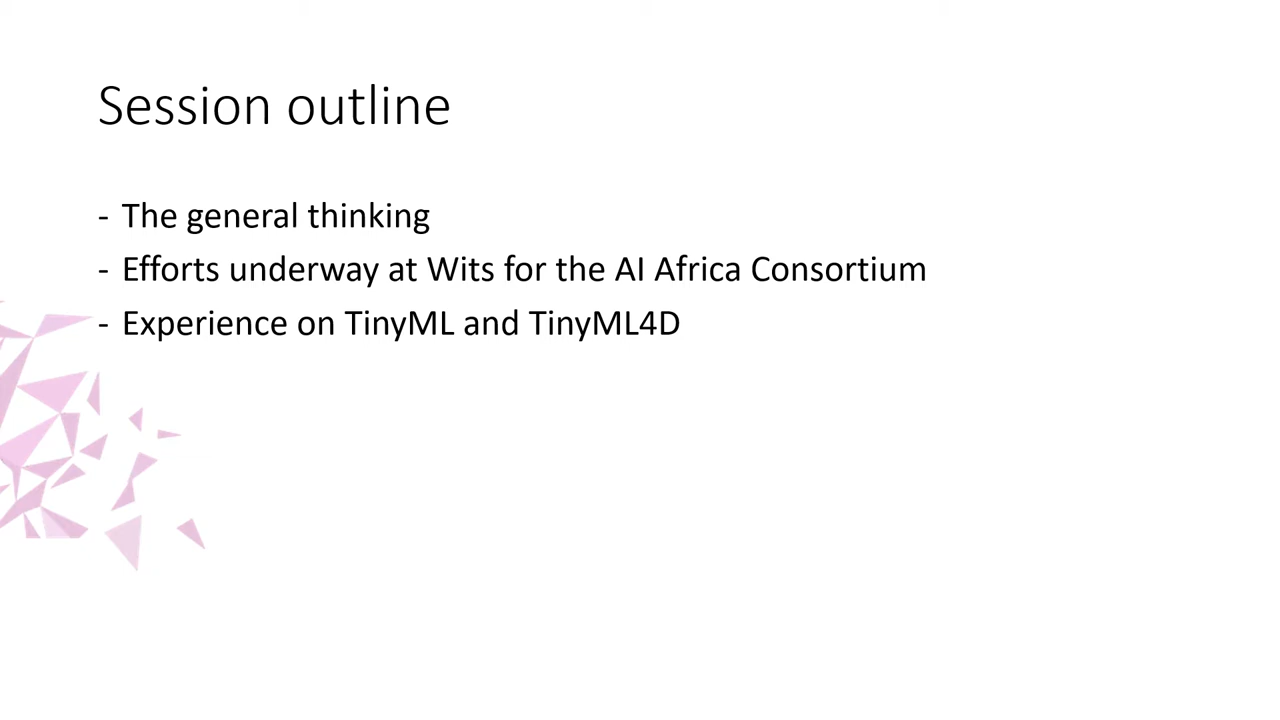 Session outline
- The general thinking
- Efforts underway at Wits for the AI Africa Consortium
- Experience on TinyML and TinyML4D